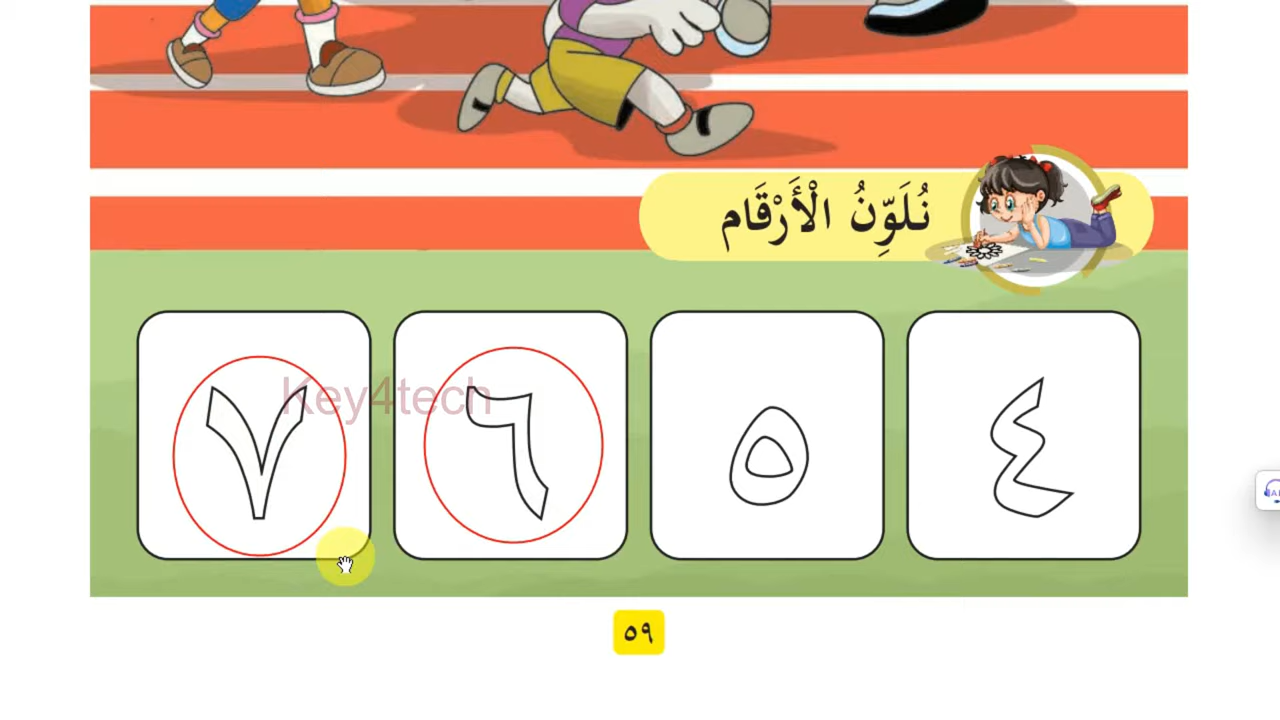 نُلَوِّنُ الْأَرْقَام
٤ ٥ ٦ ٧
Key4tech
٥٩